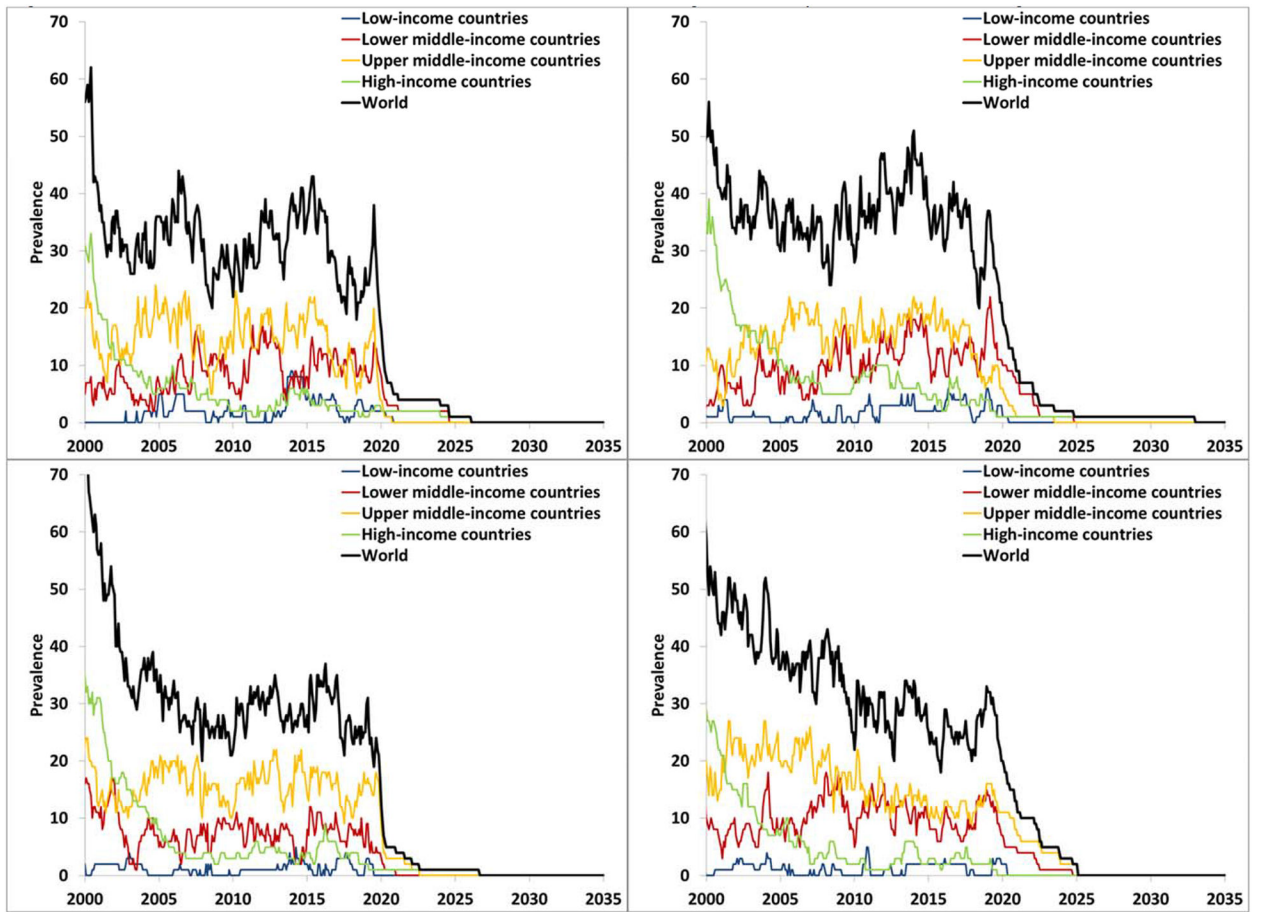 70
60
50
40
30
20
10
0
Prevalence
Low-income countries
Lower middle-income countries
Upper middle-income countries
High-income countries
World
2000 2005 2010 2015 2020 2025 2030 2035
70
60
50
40
30
20
10
0
Prevalence
Low-income countries
Lower middle-income countries
Upper middle-income countries
High-income countries
World
2000 2005 2010 2015 2020 2025 2030 2035
70
60
50
40
30
20
10
0
Prevalence
Low-income countries
Lower middle-income countries
Upper middle-income countries
High-income countries
World
2000 2005 2010 2015 2020 2025 2030 2035
70
60
50
40
30
20
10
0
Prevalence
Low-income countries
Lower middle-income countries
Upper middle-income countries
High-income countries
World
2000 2005 2010 2015 2020 2025 2030 2035